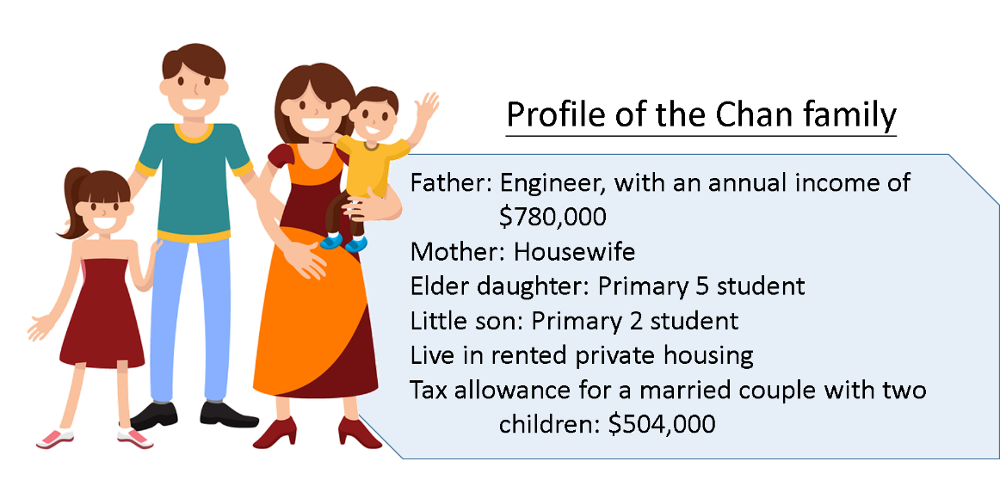 Profile of the Chan family
Father: Engineer, with an annual income of
$780,000
Mother: Housewife
Elder daughter: Primary 5 student
Little son: Primary 2 student
Live in rented private housing
Tax allowance for a married couple with two
children: $504,000